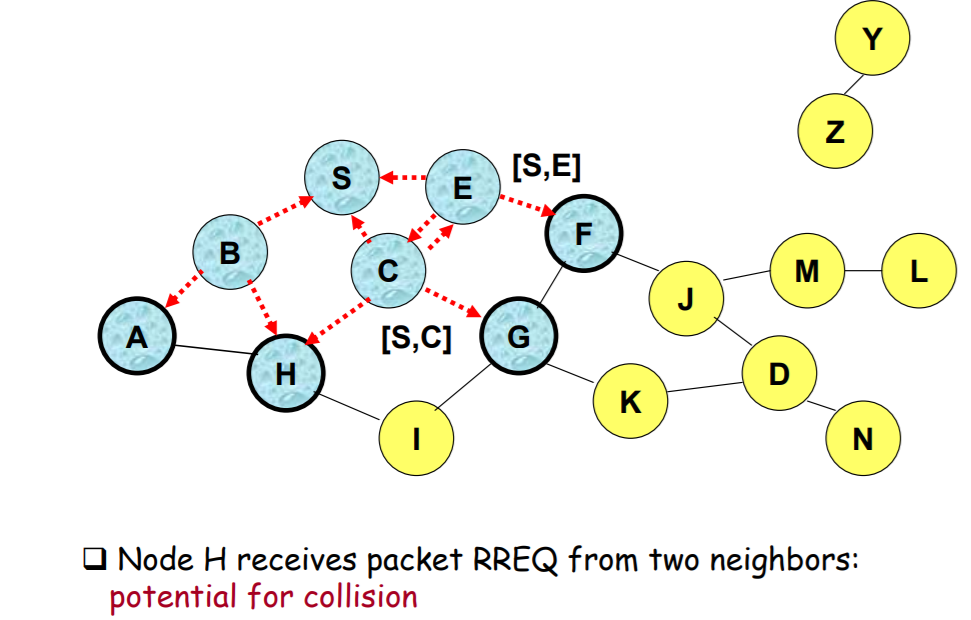 Y
Z
S
E
[S,E]
F
B
C
M
L
J
A
[S,C]
G
H
D
K
I
N
❑ Node H receives packet RREQ from two neighbors:
potential for collision